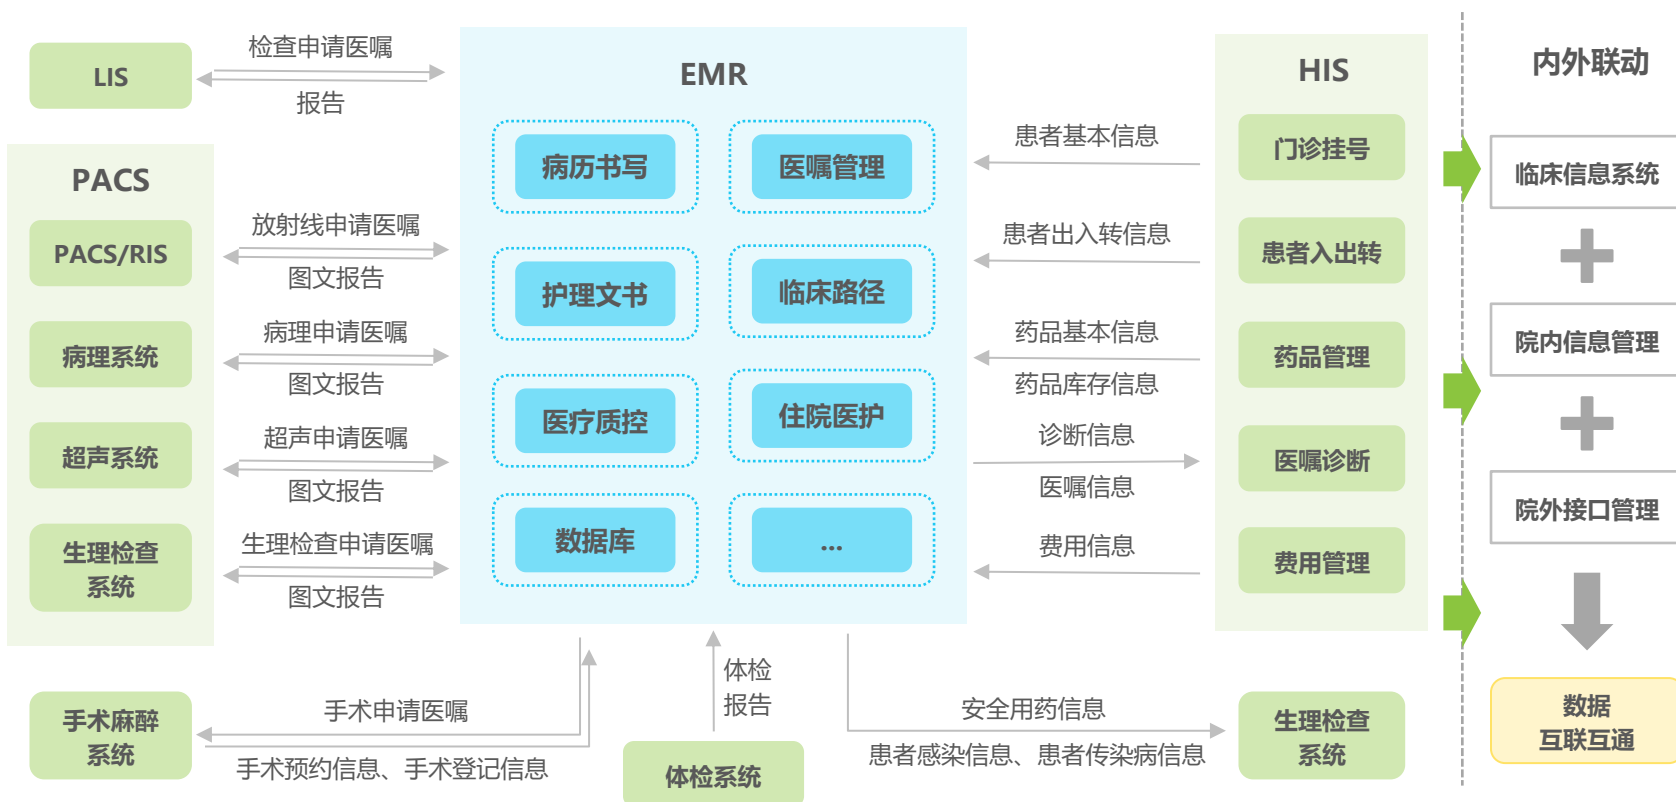 LIS
检查申请医嘱
报告
PACS
PACS/RIS
放射线申请医嘱
图文报告
病理系统
病理申请医嘱
图文报告
超声系统
超声申请医嘱
图文报告
生理检查
系统
生理检查申请医嘱
图文报告
EMR
病历书写
医嘱管理
护理文书
临床路径
医疗质控
住院医护
数据库
...
患者基本信息
患者出入转信息
药品基本信息
药品库存信息
诊断信息
医嘱信息
费用信息
HIS
门诊挂号
患者入出转
药品管理
医嘱诊断
费用管理
手术麻醉
系统
手术申请医嘱
手术预约信息、手术登记信息
体检
报告
体检系统
安全用药信息
患者感染信息、患者传染病信息
生理检查
系统
内外联动
临床信息系统
院内信息管理
院外接口管理
数据
互联互通